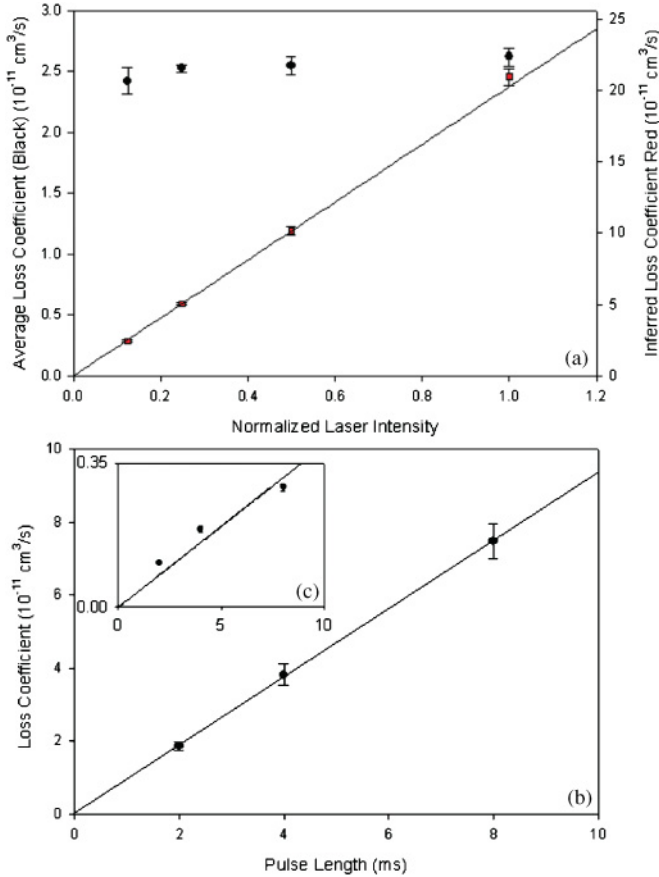 3.0
2.5
2.0
1.5
1.0
0.5
0.0
Average Loss Coefficient (Black) (10⁻¹¹ cm³/s)
25
20
15
10
5
0
Inferred Loss Coefficient Red (10⁻¹¹ cm³/s)
(a)
0.0 0.2 0.4 0.6 0.8 1.0 1.2
Normalized Laser Intensity
10
8
6
4
2
0
Loss Coefficient (10⁻¹¹ cm³/s)
0.35
0.00
(c)
0 5 10
(b)
0 2 4 6 8 10
Pulse Length (ms)